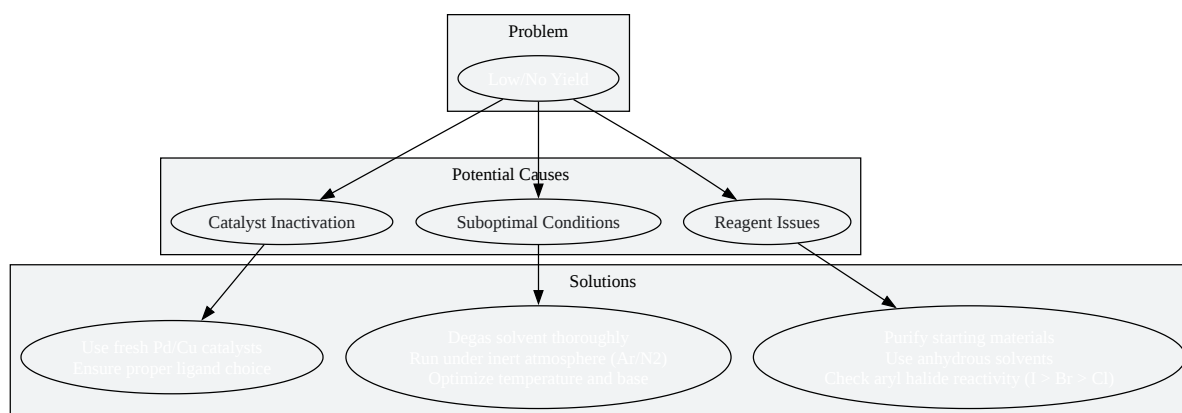 Problem
Low/No Yield
Potential Causes
Catalyst Inactivation
Suboptimal Conditions
Reagent Issues
Solutions
Use fresh Pd/Cu catalysts
Ensure proper ligand choice
Degas solvent thoroughly
Run under inert atmosphere (Ar/N2)
Optimize temperature and base
Purify starting materials
Use anhydrous solvents
Check aryl halide reactivity (I > Br > Cl)